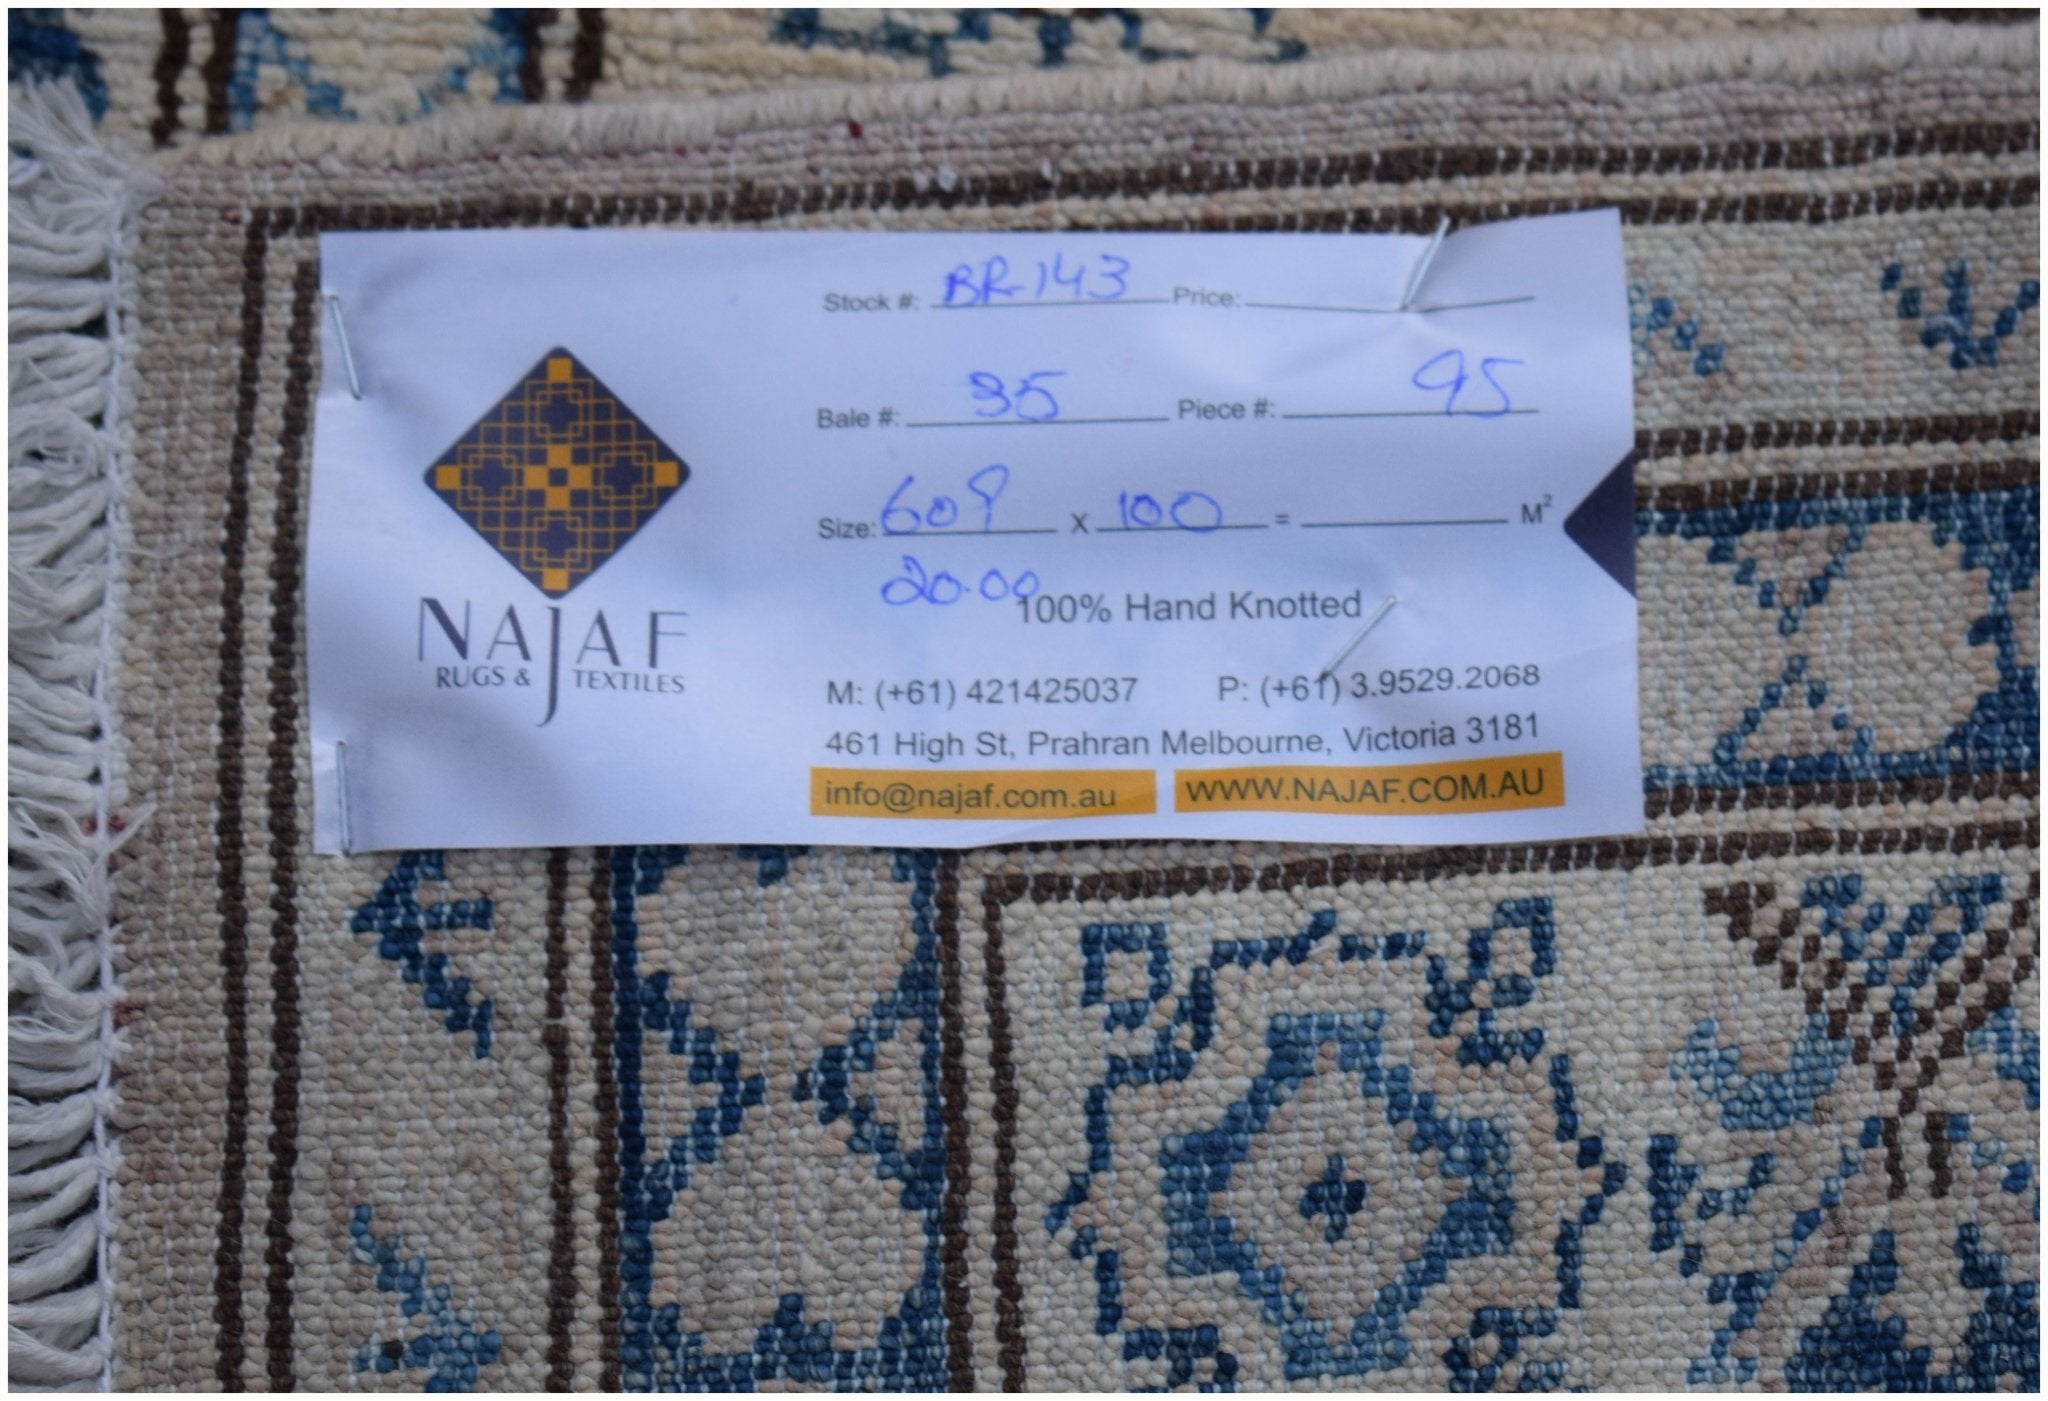 Stock #: BR-143 Price:
Bale #: 35 Piece #: 95
Size: 609 x 100 = M²
20.00
100% Hand Knotted
NAJAF
RUGS & TEXTILES
M: (+61) 421425037 P: (+61) 3.9529.2068
461 High St, Prahran Melbourne, Victoria 3181
info@najaf.com.au WWW.NAJAF.COM.AU